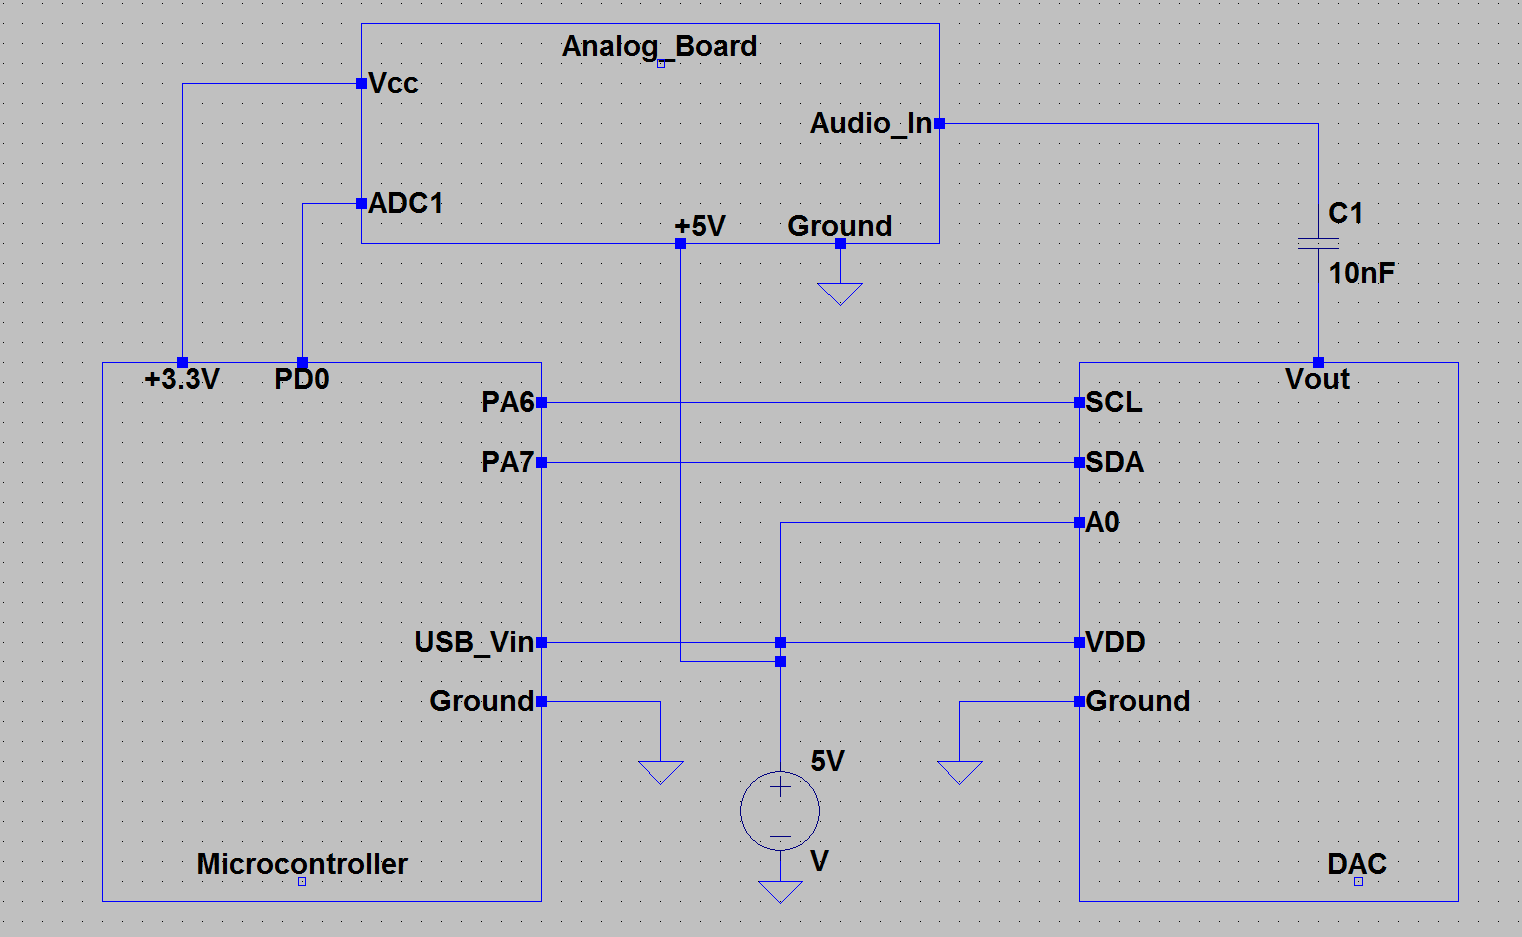 Analog_Board
Vcc
Audio_In
ADC1
+5V
Ground
C1
10nF
+3.3V
PD0
Vout
PA6
SCL
PA7
SDA
A0
USB_Vin
VDD
Ground
Ground
5V
V
Microcontroller
DAC